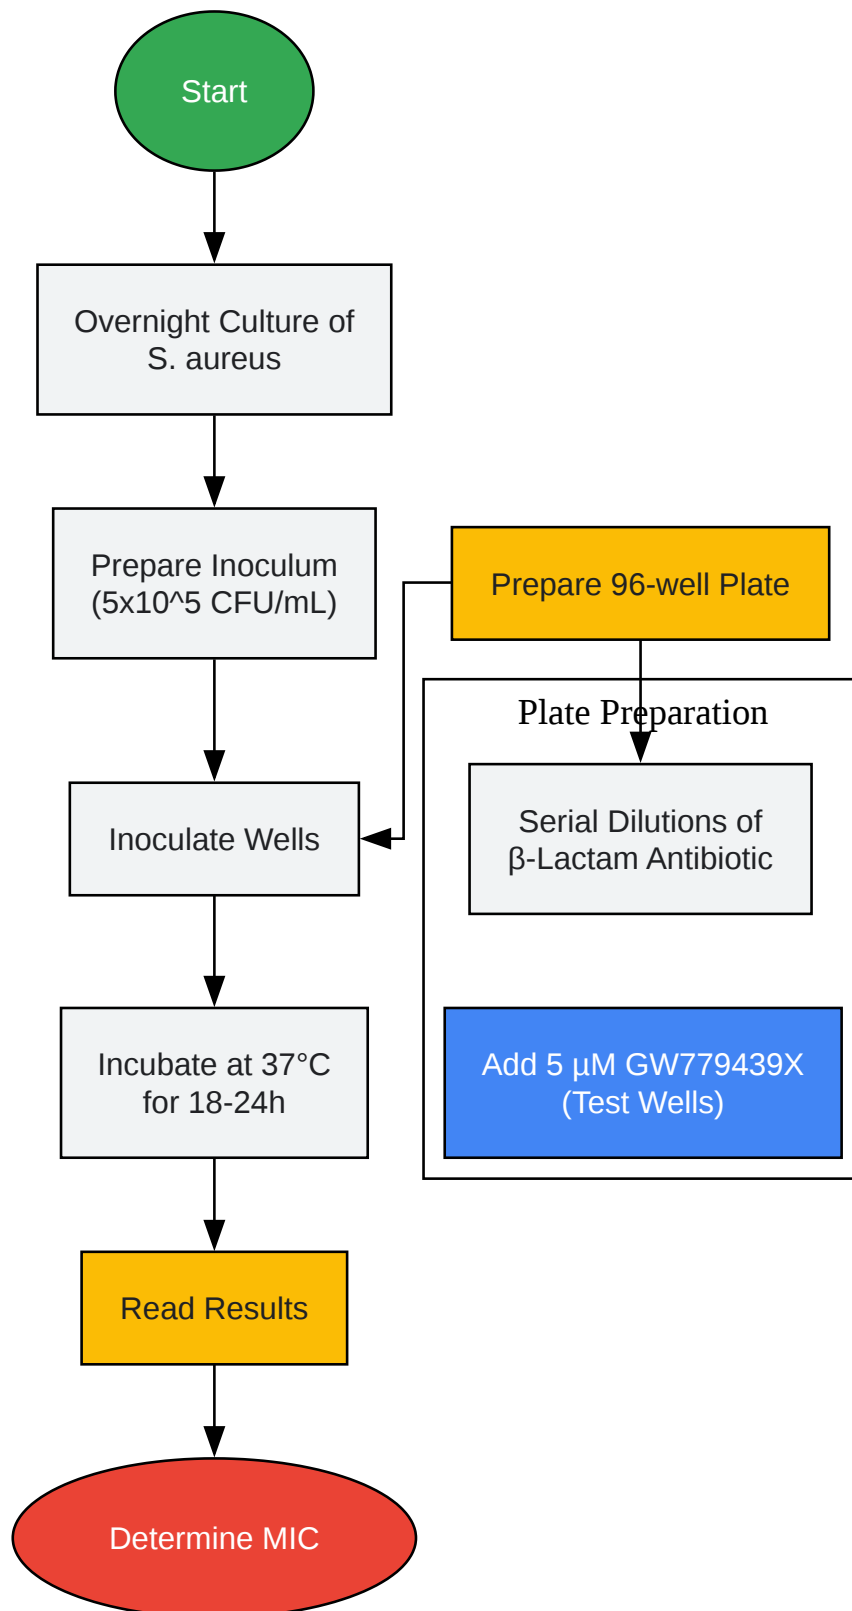 Start
Overnight Culture of
S. aureus
Prepare Inoculum
(5x10^5 CFU/mL)
Prepare 96-well Plate
Plate Preparation
Inoculate Wells
Serial Dilutions of
β-Lactam Antibiotic
Incubate at 37°C
for 18-24h
Add 5 µM GW779439X
(Test Wells)
Read Results
Determine MIC